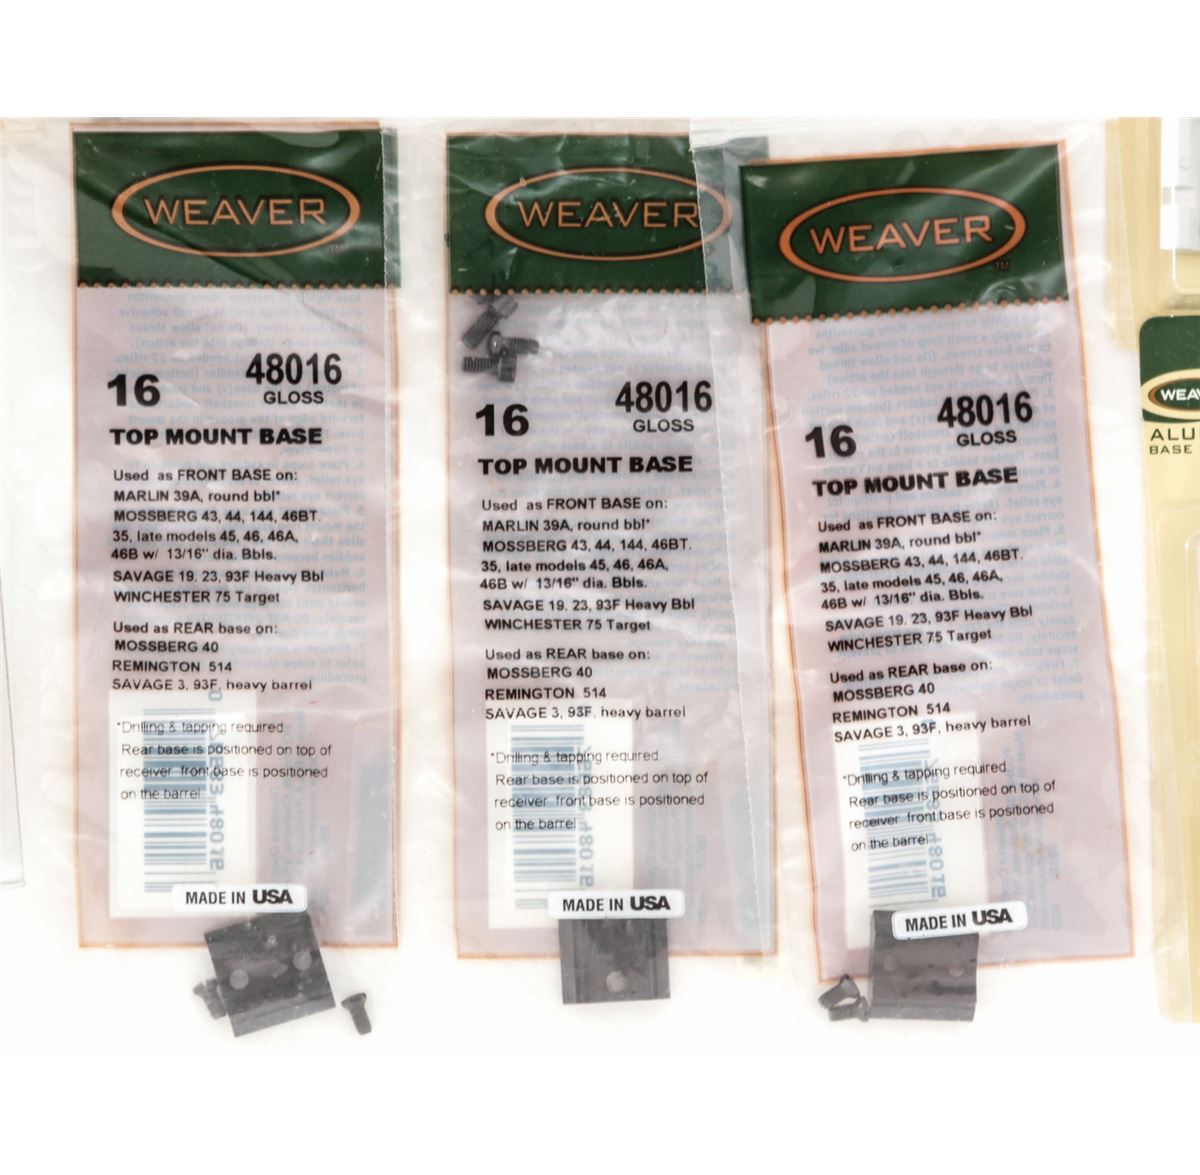 WEAVER
TM
16
48016
GLOSS
TOP MOUNT BASE
Used as FRONT BASE on:
MARLIN 39A, round bbl*
MOSSBERG 43, 44, 144, 46BT.
35, late models 45, 46, 46A,
46B w/ 13/16" dia. Bbls.
SAVAGE 19. 23, 93F Heavy Bbl
WINCHESTER 75 Target
Used as REAR base on:
MOSSBERG 40
REMINGTON 514
SAVAGE 3, 93F, heavy barrel
*Drilling & tapping required
Rear base is positioned on top of
receiver front base is positioned
on the barrel
MADE IN USA
WEAVER
16
48016
GLOSS
TOP MOUNT BASE
Used as FRONT BASE on:
MARLIN 39A, round bbl*
MOSSBERG 43, 44, 144, 46BT.
35, late models 45, 46, 46A,
46B w/ 13/16" dia. Bbls.
SAVAGE 19. 23, 93F Heavy Bbl
WINCHESTER 75 Target
Used as REAR base on:
MOSSBERG 40
REMINGTON 514
SAVAGE 3, 93F, heavy barrel
*Drilling & tapping required
Rear base is positioned on top of
receiver front base is positioned
on the barrel
MADE IN USA
WEAVER
TM
16
48016
GLOSS
TOP MOUNT BASE
Used as FRONT BASE on:
MARLIN 39A, round bbl*
MOSSBERG 43, 44, 144, 46BT.
35, late models 45, 46, 46A,
46B w/ 13/16" dia. Bbls.
SAVAGE 19. 23, 93F Heavy Bbl
WINCHESTER 75 Target
Used as REAR base on:
MOSSBERG 40
REMINGTON 514
SAVAGE 3, 93F, heavy barrel
*Drilling & tapping required
Rear base is positioned on top of
receiver front base is positioned
on the barrel
MADE IN USA
WEA
ALU
BASE